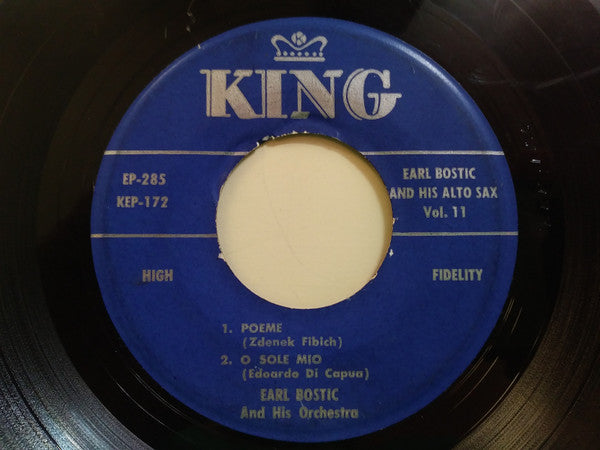 K
KING
EP-285
KEP-172
EARL BOSTIC
AND HIS ALTO SAX
Vol. 11
HIGH
FIDELITY
1. POEME
(Zdenek Fibich)
2. O SOLE MIO
(Edoardo Di Capua)
EARL BOSTIC
And His Orchestra